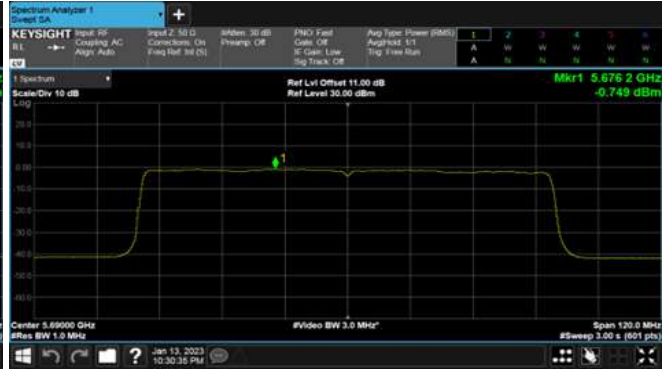 Spectrum Analyzer 1
Swept SA
+
KEYSIGHT Input: RF Input Z: 50 Ω #Atten: 30 dB PNO: Fast Avg Type: Power (RMS) 1 2 3 4 5 6
RL Coupling: AC Corrections: On Preamp: Off Gate: Off Avg|Hold: 1/1 A W W W W W
Align: Auto Freq Ref: Int (S) IF Gain: Low Trig: Free Run
LV Sig Track: Off A N N N N N
1 Spectrum Ref Lvl Offset 11.00 dB Mkr1 5.676 2 GHz
Scale/Div 10 dB Ref Level 30.00 dBm -0.749 dBm
Log
20.0
10.0
1
0.00
-10.0
-20.0
-30.0
-40.0
-50.0
-60.0
Center 5.69000 GHz #Video BW 3.0 MHz* Span 120.0 MHz
#Res BW 1.0 MHz #Sweep 3.00 s (601 pts)
? Jan 13, 2023
10:30:35 PM